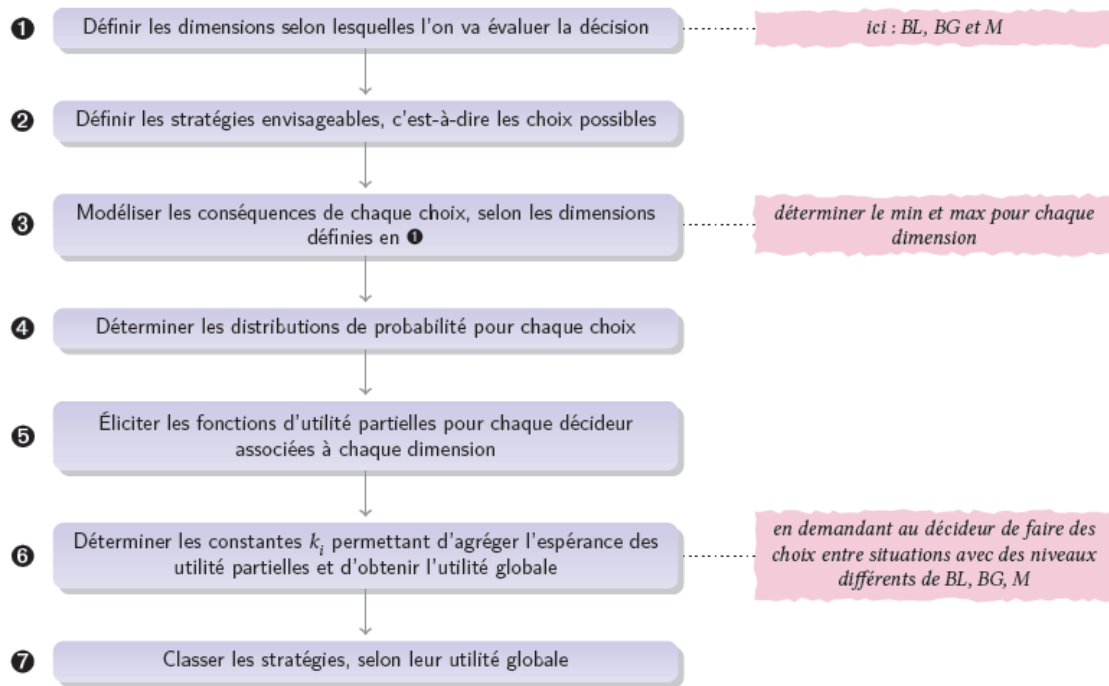 ❶ Définir les dimensions selon lesquelles l'on va évaluer la décision
ici : BL, BG et M
❷ Définir les stratégies envisageables, c'est-à-dire les choix possibles
❸ Modéliser les conséquences de chaque choix, selon les dimensions
définies en ❶
déterminer le min et max pour chaque
dimension
❹ Déterminer les distributions de probabilité pour chaque choix
❺ Éliciter les fonctions d'utilité partielles pour chaque décideur
associées à chaque dimension
❻ Déterminer les constantes kᵢ permettant d'agréger l'espérance des
utilité partielles et d'obtenir l'utilité globale
en demandant au décideur de faire des
choix entre situations avec des niveaux
différents de BL, BG, M
❼ Classer les stratégies, selon leur utilité globale